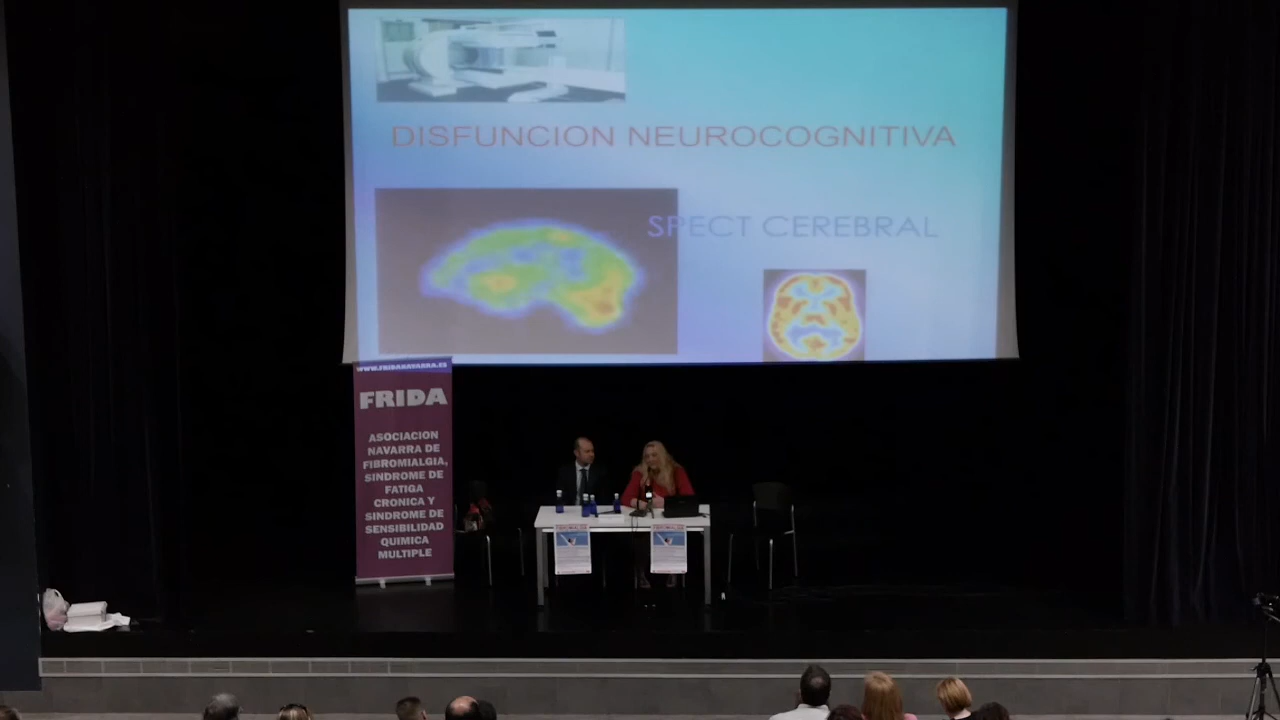 DISFUNCION NEUROCOGNITIVA
SPECT CEREBRAL
WWW.FRIDANAVARRA.ES
FRIDA
ASOCIACION
NAVARRA DE
FIBROMIALGIA,
SINDROME DE
FATIGA
CRONICA Y
SINDROME DE
SENSIBILIDAD
QUIMICA
MULTIPLE
FIBROMIALGIA